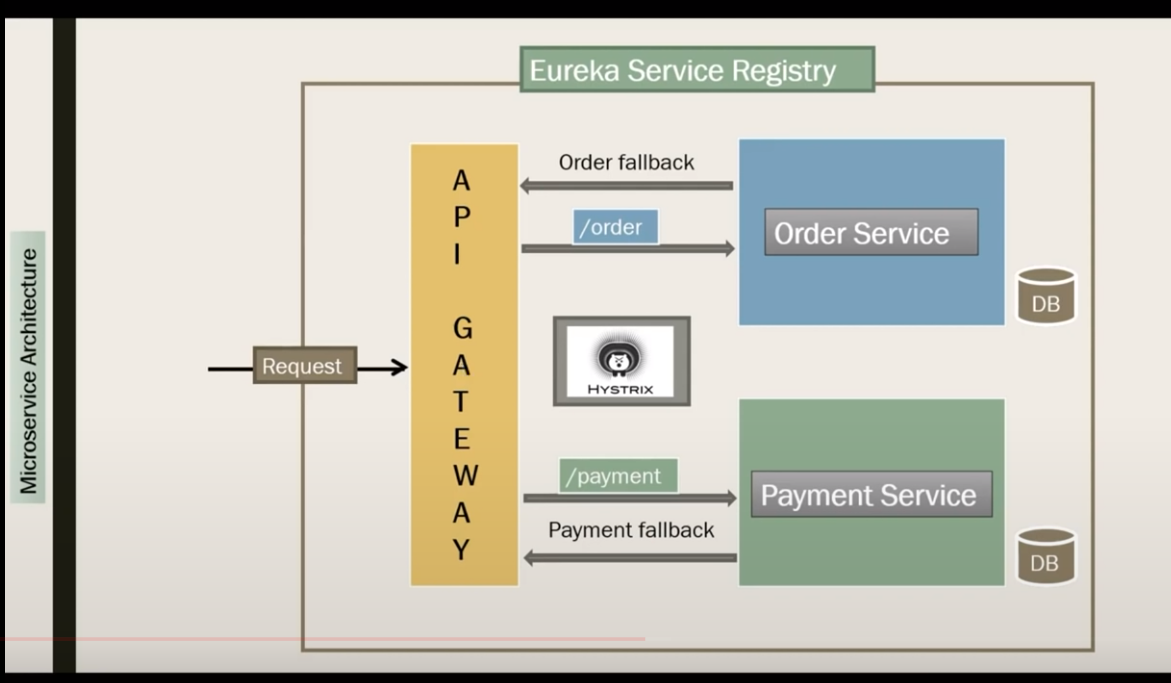 Microservice Architecture
Eureka Service Registry
API GATEWAY
Request
Order fallback
/order
Order Service
DB
HYSTRIX
/payment
Payment Service
Payment fallback
DB